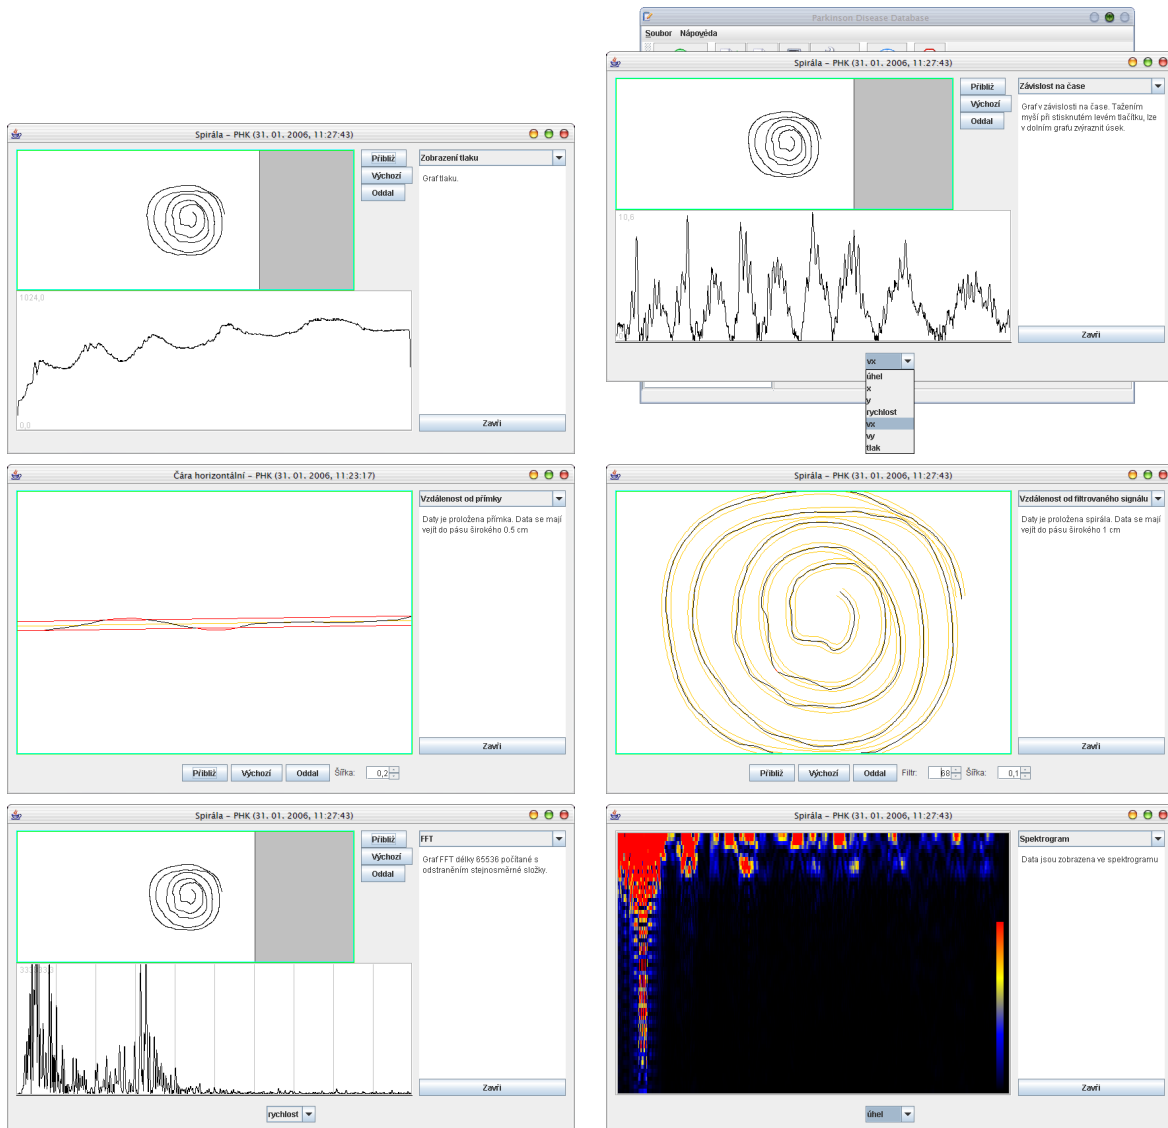 Parkinson Disease Database
Soubor Nápověda
Spirála – PHK (31. 01. 2006, 11:27:43)
Přibliž
Výchozí
Oddal
Závislost na čase
Graf v závislosti na čase. Tažením
myší při stisknutém levém tlačítku, lze
v dolním grafu zvýraznit úsek.
10,6
Zavři
vx
úhel
x
y
rychlost
vx
vy
tlak
Spirála – PHK (31. 01. 2006, 11:27:43)
Přibliž
Výchozí
Oddal
Zobrazení tlaku
Graf tlaku.
1024,0
0,0
Zavři
Čára horizontální – PHK (31. 01. 2006, 11:23:17)
Vzdálenost od přímky
Daty je proložena přímka. Data se mají
vejít do pásu širokého 0.5 cm
Zavři
Přibliž Výchozí Oddal Šířka: 0,2
Spirála – PHK (31. 01. 2006, 11:27:43)
Vzdálenost od filtrovaného signálu
Daty je proložena spirála. Data se mají
vejít do pásu širokého 1 cm
Zavři
Přibliž Výchozí Oddal Filtr: 68 Šířka: 0,1
Spirála – PHK (31. 01. 2006, 11:27:43)
Přibliž
Výchozí
Oddal
FFT
Graf FFT délky 65536 počítané s
odstraněním stejnosměrné složky.
Zavři
rychlost
Spirála – PHK (31. 01. 2006, 11:27:43)
Spektrogram
Data jsou zobrazena ve spektrogramu
Zavři
úhel